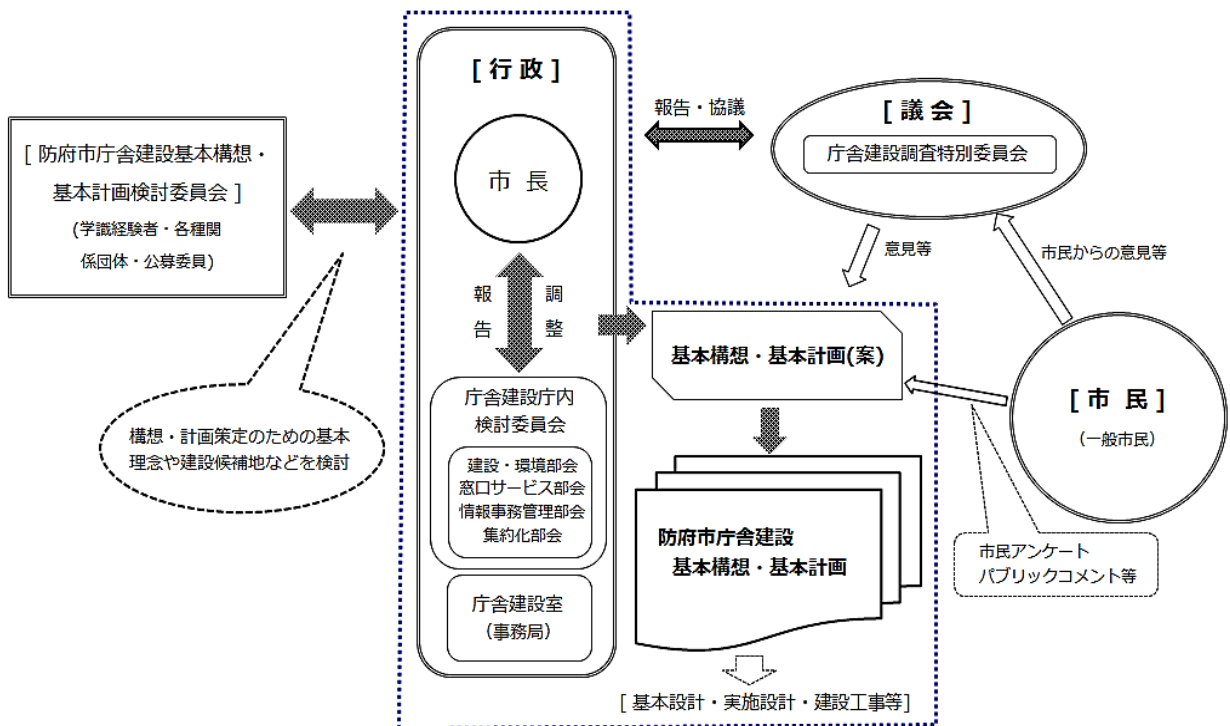 [ 行 政 ]
市 長
報 調
告 整
庁舎建設庁内
検討委員会
建設・環境部会
窓口サービス部会
情報事務管理部会
集約化部会
庁舎建設室
(事務局)
[ 防府市庁舎建設基本構想・
基本計画検討委員会 ]
(学識経験者・各種関
係団体・公募委員)
構想・計画策定のための基本
理念や建設候補地などを検討
報告・協議
[ 議 会 ]
庁舎建設調査特別委員会
意見等
市民からの意見等
基本構想・基本計画(案)
[ 市 民 ]
(一般市民)
市民アンケート
パブリックコメント等
防府市庁舎建設
基本構想・基本計画
[ 基本設計・実施設計・建設工事等]